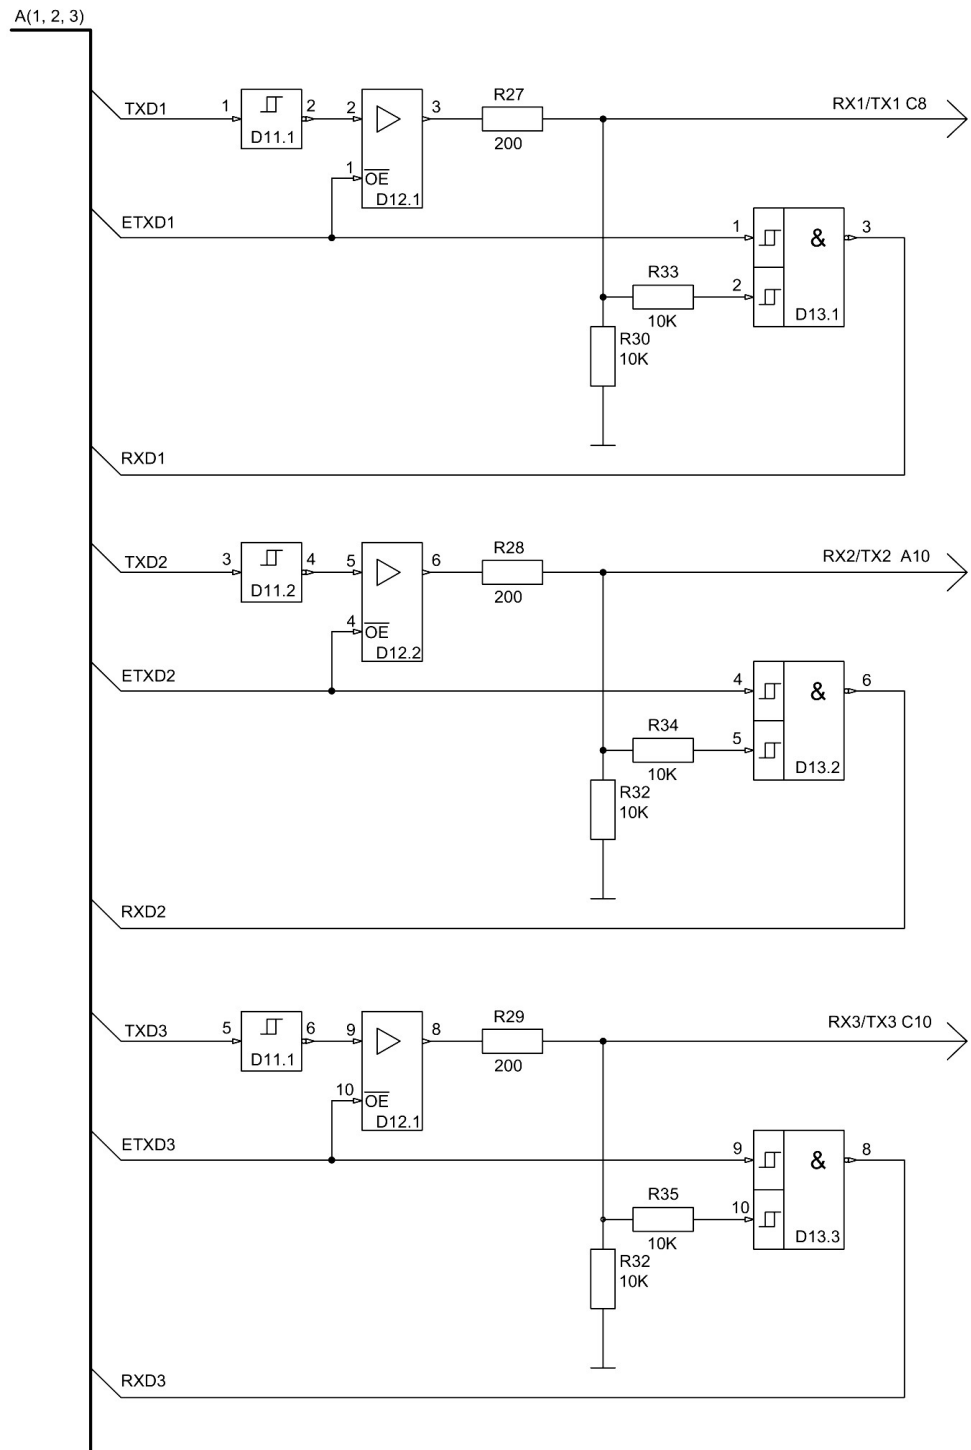 A(1, 2, 3)
TXD1
1
2
D11.1
2
3
1
OE
D12.1
R27
200
RX1/TX1 C8
ETXD1
1
2
&
3
D13.1
R33
10K
R30
10K
RXD1
TXD2
3
4
D11.2
5
6
4
OE
D12.2
R28
200
RX2/TX2 A10
ETXD2
4
5
&
6
D13.2
R34
10K
R32
10K
RXD2
TXD3
5
6
D11.1
9
8
10
OE
D12.1
R29
200
RX3/TX3 C10
ETXD3
9
10
&
8
D13.3
R35
10K
R32
10K
RXD3